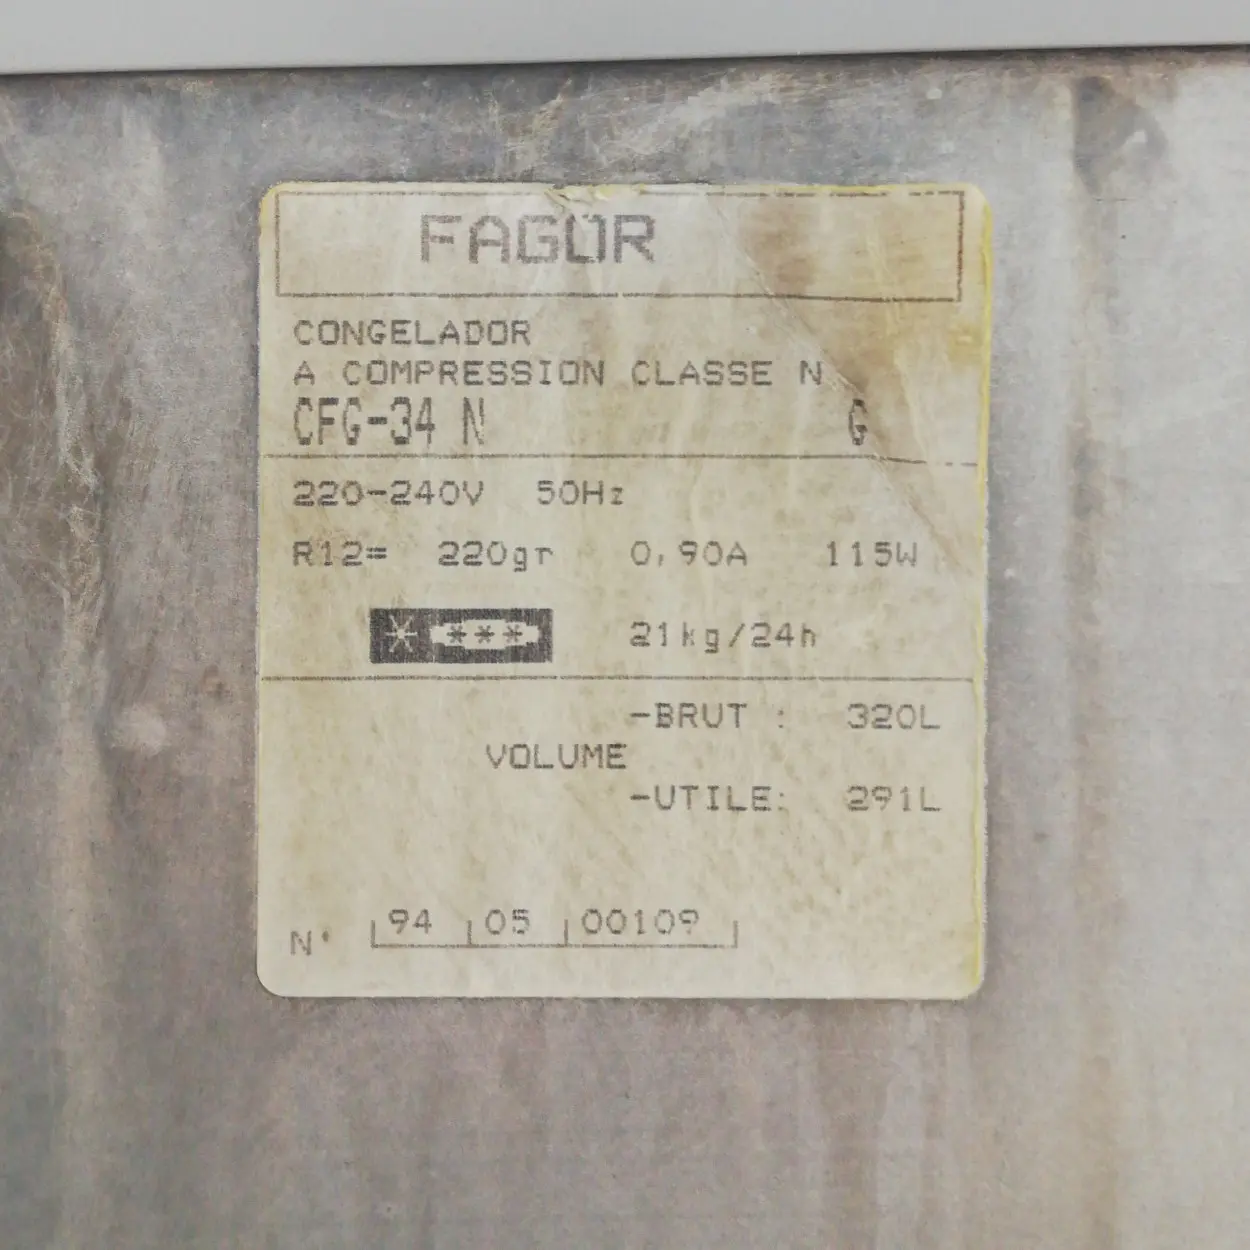 FAGOR
CONGELADOR
A COMPRESSION CLASSE N
CFG-34 N G
220-240V 50Hz
R12= 220gr 0,90A 115W
* *** 21kg/24h
-BRUT : 320L
VOLUME
-UTILE: 291L
N° 94 05 00109